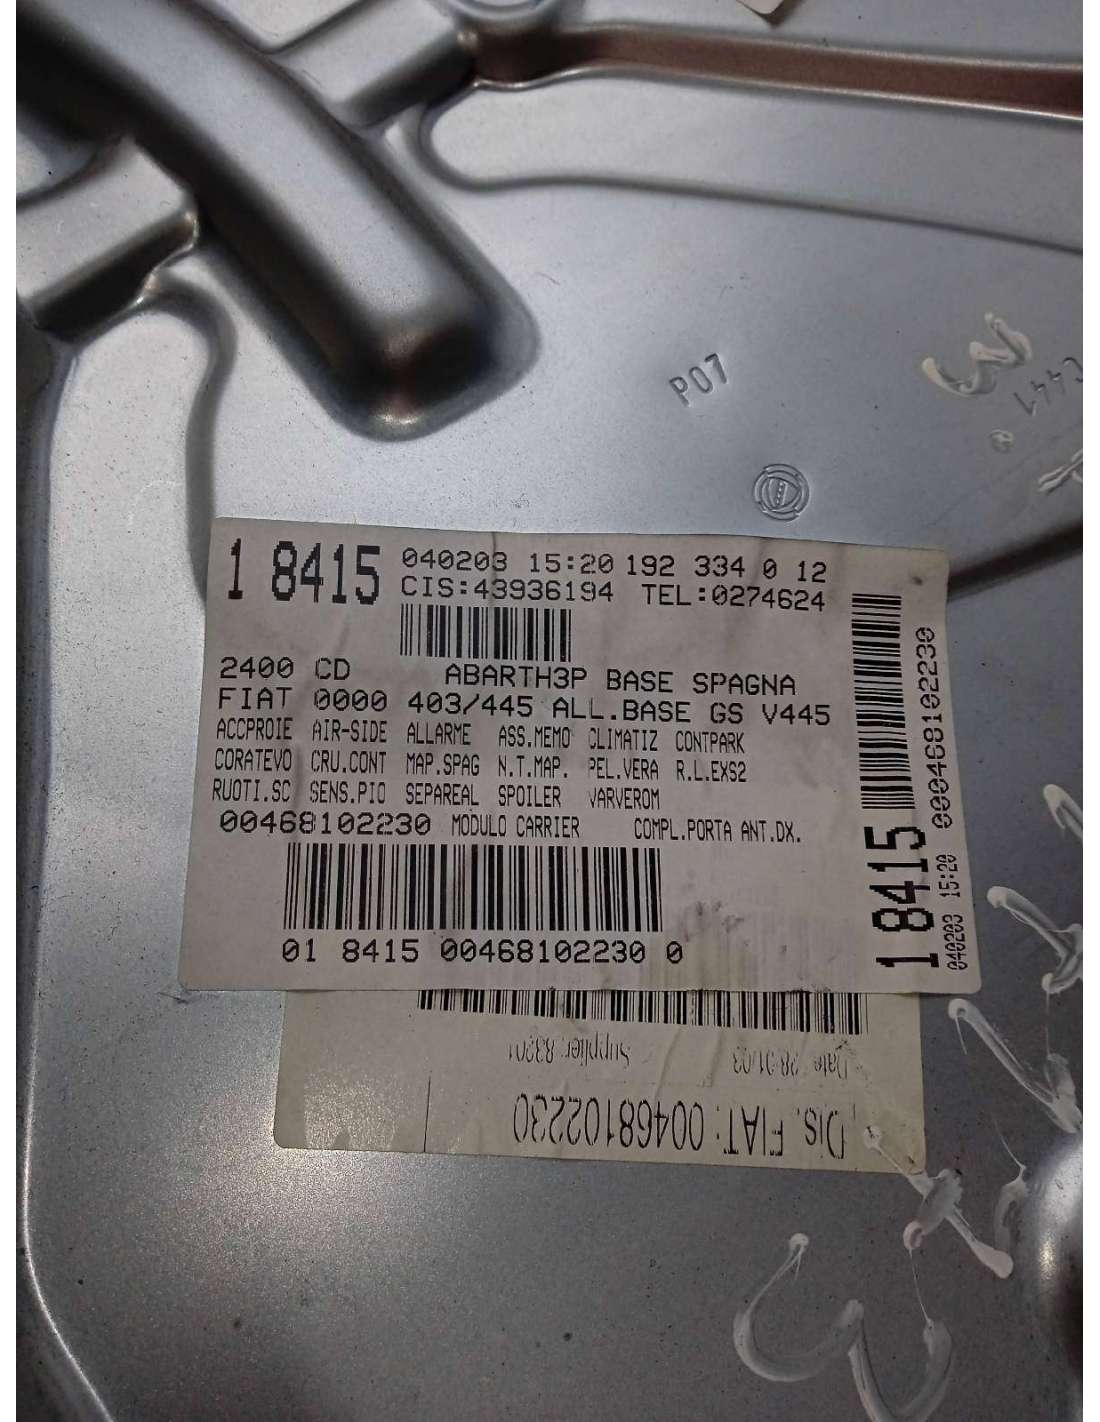 P07
1 8415 040203 15:20 192 334 0 12
CIS:43936194 TEL:0274624
2400 CD ABARTH3P BASE SPAGNA
FIAT 0000 403/445 ALL.BASE GS V445
ACCPROIE AIR-SIDE ALLARME ASS.MEMO CLIMATIZ CONTPARK
CORATEVO CRU.CONT MAP.SPAG N.T.MAP. PEL.VERA R.L.EXS2
RUOTI.SC SENS.PIO SEPAREAL SPOILER VARVEROM
00468102230 MODULO CARRIER COMPL.PORTA ANT.DX.
01 8415 00468102230 0
1 8415 00468102230
040203 15:20
Dis. FIAT: 00468102230
Date 28-01-03 Supplier 83201